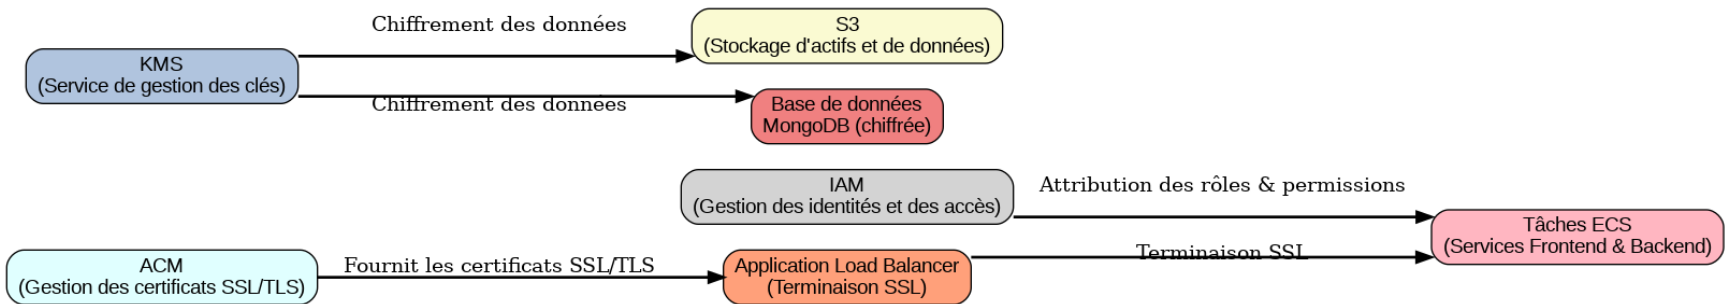 Chiffrement des données
S3
(Stockage d'actifs et de données)
KMS
(Service de gestion des clés)
Chiffrement des données
Base de données
MongoDB (chiffrée)
IAM
(Gestion des identités et des accès)
Attribution des rôles & permissions
Tâches ECS
(Services Frontend & Backend)
ACM
(Gestion des certificats SSL/TLS)
Fournit les certificats SSL/TLS
Application Load Balancer
(Terminaison SSL)
Terminaison SSL